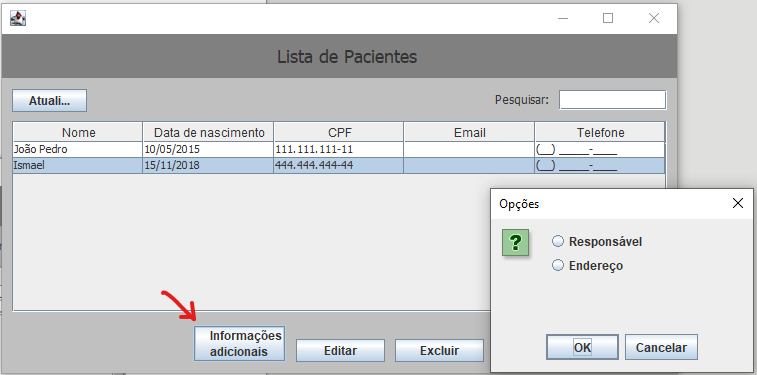 Lista de Pacientes
Atuali...
Pesquisar:
Nome Data de nascimento CPF Email Telefone
João Pedro 10/05/2015 111.111.111-11 (__) _____-____
Ismael 15/11/2018 444.444.444-44 (__) _____-____
Opções
?
Responsável
Endereço
OK Cancelar
Informações
adicionais
Editar Excluir